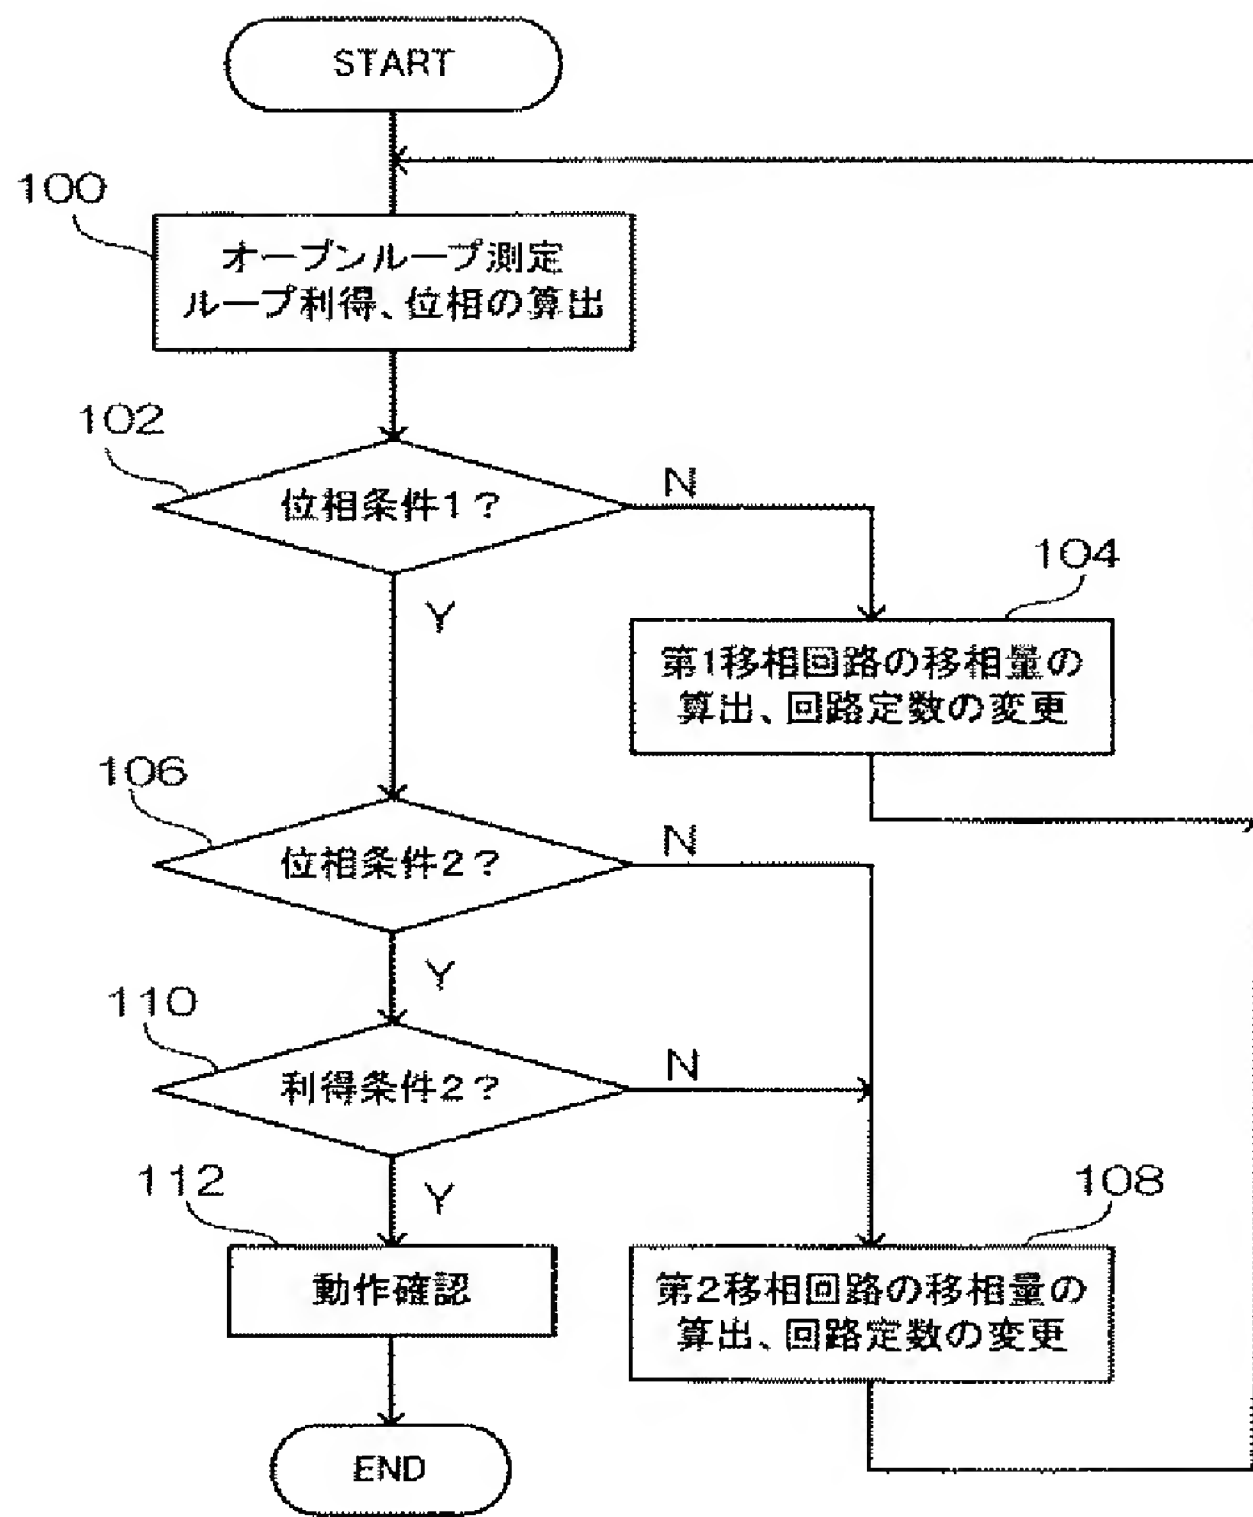 START
100
オープンループ測定
ループ利得、位相の算出
102
位相条件1?
N
Y
104
第1移相回路の移相量の
算出、回路定数の変更
106
位相条件2?
N
Y
110
利得条件2?
N
Y
112
動作確認
108
第2移相回路の移相量の
算出、回路定数の変更
END